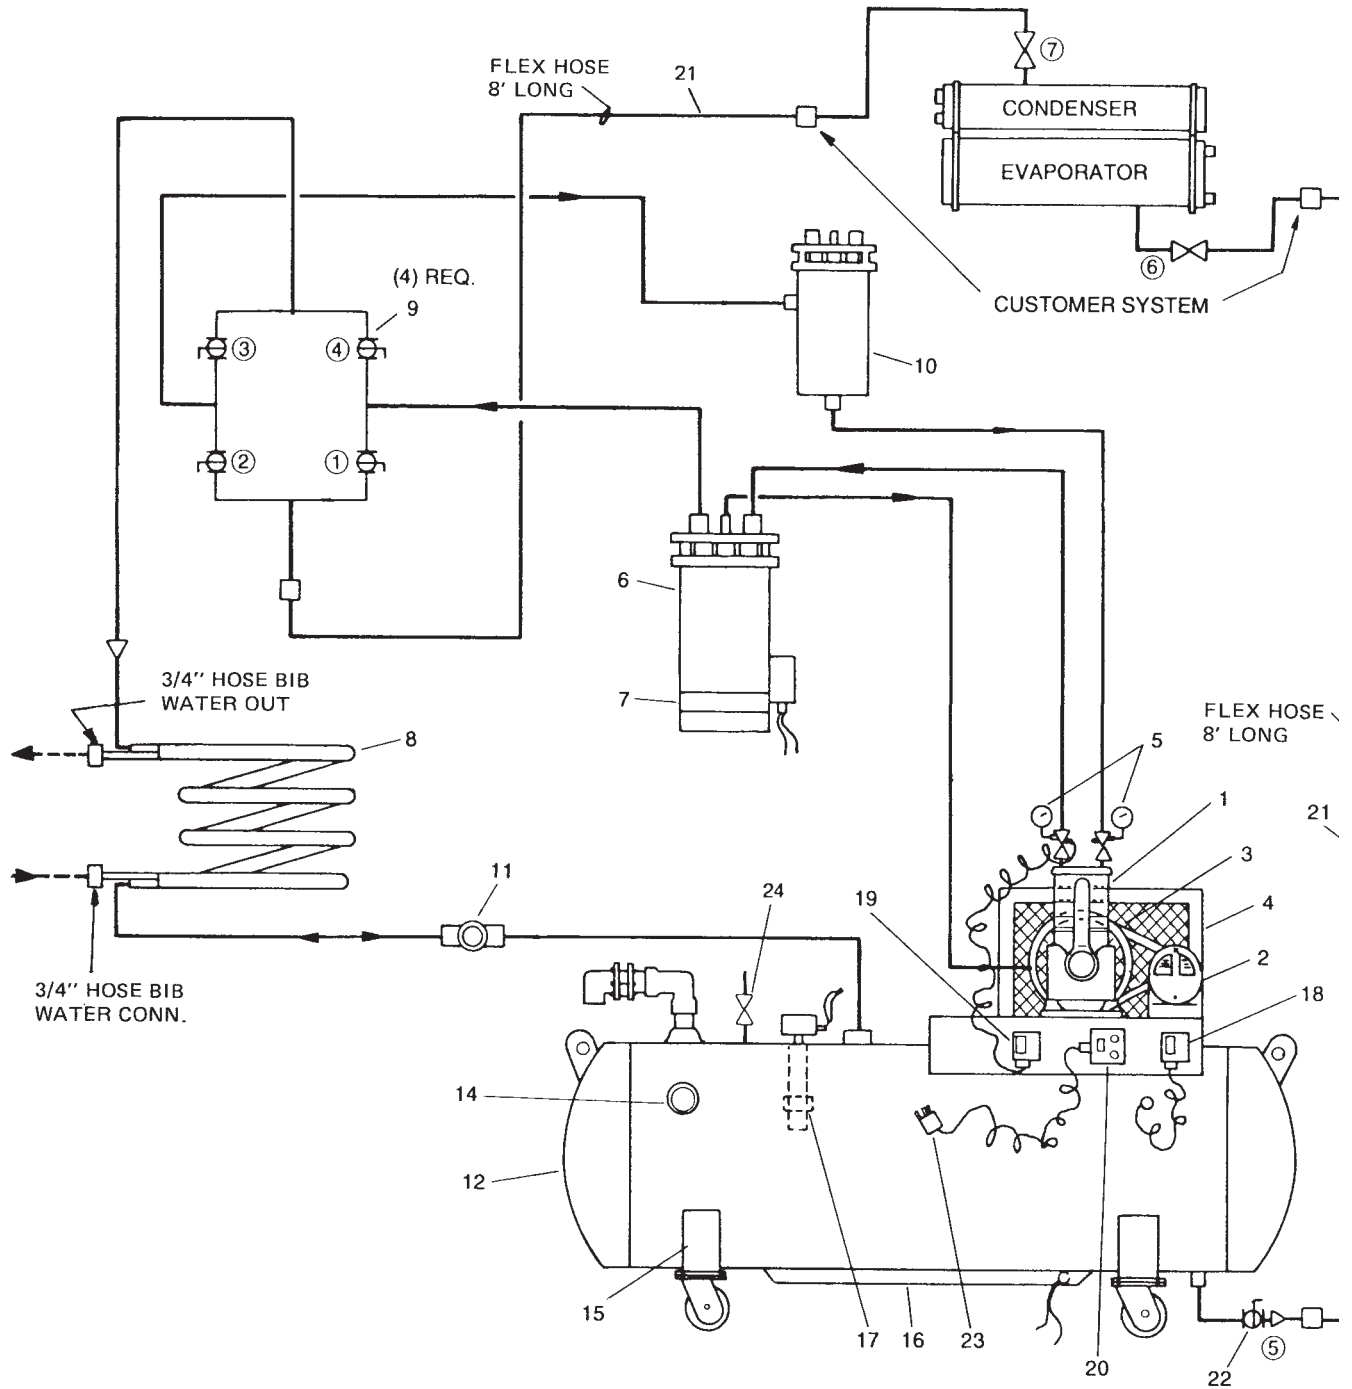 ⑦
FLEX HOSE
8' LONG
21
CONDENSER
EVAPORATOR
⑥
CUSTOMER SYSTEM
(4) REQ.
9
③
④
10
②
①
6
7
3/4" HOSE BIB
WATER OUT
8
FLEX HOSE
8' LONG
5
1
21
3
11
24
19
4
2
18
3/4" HOSE BIB
WATER CONN.
14
12
15
17
16
23
20
22
⑤